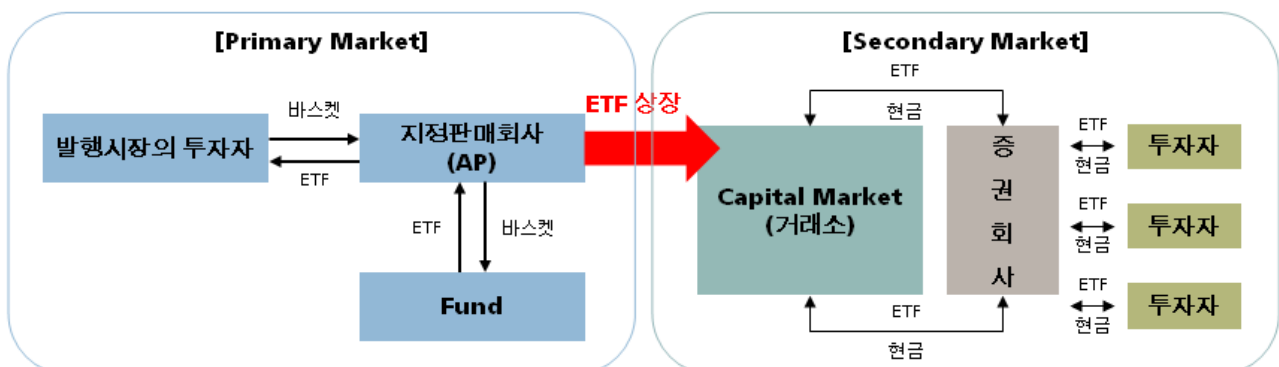 [Primary Market]
발행시장의 투자자
바스켓
ETF
지정판매회사
(AP)
ETF
바스켓
Fund
ETF 상장
[Secondary Market]
ETF
현금
Capital Market
(거래소)
증
권
회
사
ETF
현금
ETF
현금
투자자
ETF
현금
투자자
ETF
현금
투자자